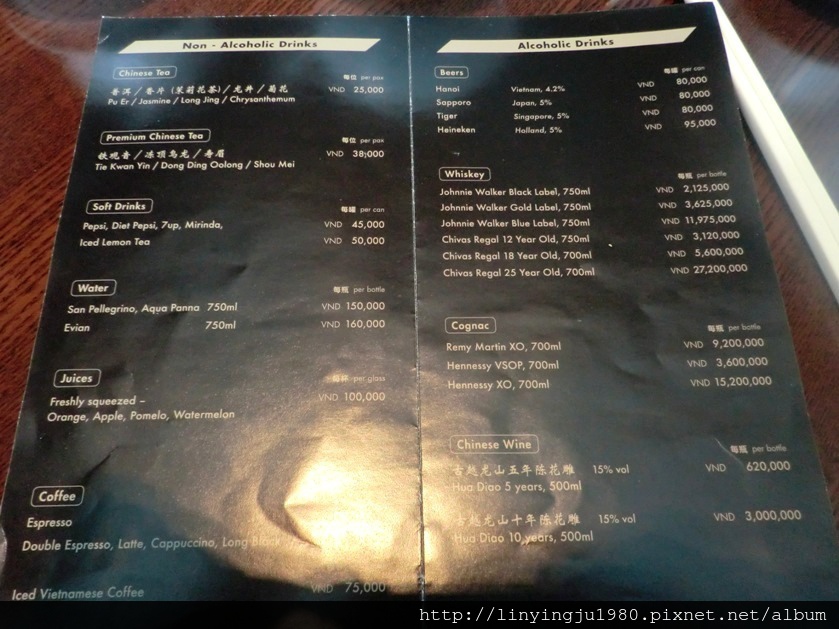 Non - Alcoholic Drinks
Chinese Tea
每位 per pax
普洱 / 香片 (茉莉花茶) / 龙井 / 菊花
Pu Er / Jasmine / Long Jing / Chrysanthemum
VND 25,000
Premium Chinese Tea
每位 per pax
铁观音 / 冻顶乌龙 / 寿眉
Tie Kwan Yin / Dong Ding Oolong / Shou Mei
VND 38,000
Soft Drinks
每罐 per can
Pepsi, Diet Pepsi, 7up, Mirinda, VND 45,000
Iced Lemon Tea VND 50,000
Water
每瓶 per bottle
San Pellegrino, Aqua Panna 750ml VND 150,000
Evian 750ml VND 160,000
Juices
每杯 per glass
Freshly squeezed – VND 100,000
Orange, Apple, Pomelo, Watermelon
Coffee
Espresso
Double Espresso, Latte, Cappuccino, Long Black
Iced Vietnamese Coffee VND 75,000
Alcoholic Drinks
Beers
每罐 per can
Hanoi Vietnam, 4.2% VND 80,000
Sapporo Japan, 5% VND 80,000
Tiger Singapore, 5% VND 80,000
Heineken Holland, 5% VND 95,000
Whiskey
每瓶 per bottle
Johnnie Walker Black Label, 750ml VND 2,125,000
Johnnie Walker Gold Label, 750ml VND 3,625,000
Johnnie Walker Blue Label, 750ml VND 11,975,000
Chivas Regal 12 Year Old, 750ml VND 3,120,000
Chivas Regal 18 Year Old, 700ml VND 5,600,000
Chivas Regal 25 Year Old, 700ml VND 27,200,000
Cognac
每瓶 per bottle
Remy Martin XO, 700ml VND 9,200,000
Hennessy VSOP, 700ml VND 3,600,000
Hennessy XO, 700ml VND 15,200,000
Chinese Wine
每瓶 per bottle
古越龙山五年陈花雕 15% vol VND 620,000
Hua Diao 5 years, 500ml
古越龙山十年陈花雕 15% vol VND 3,000,000
Hua Diao 10 years, 500ml
http://linyingju1980.pixnet.net/album